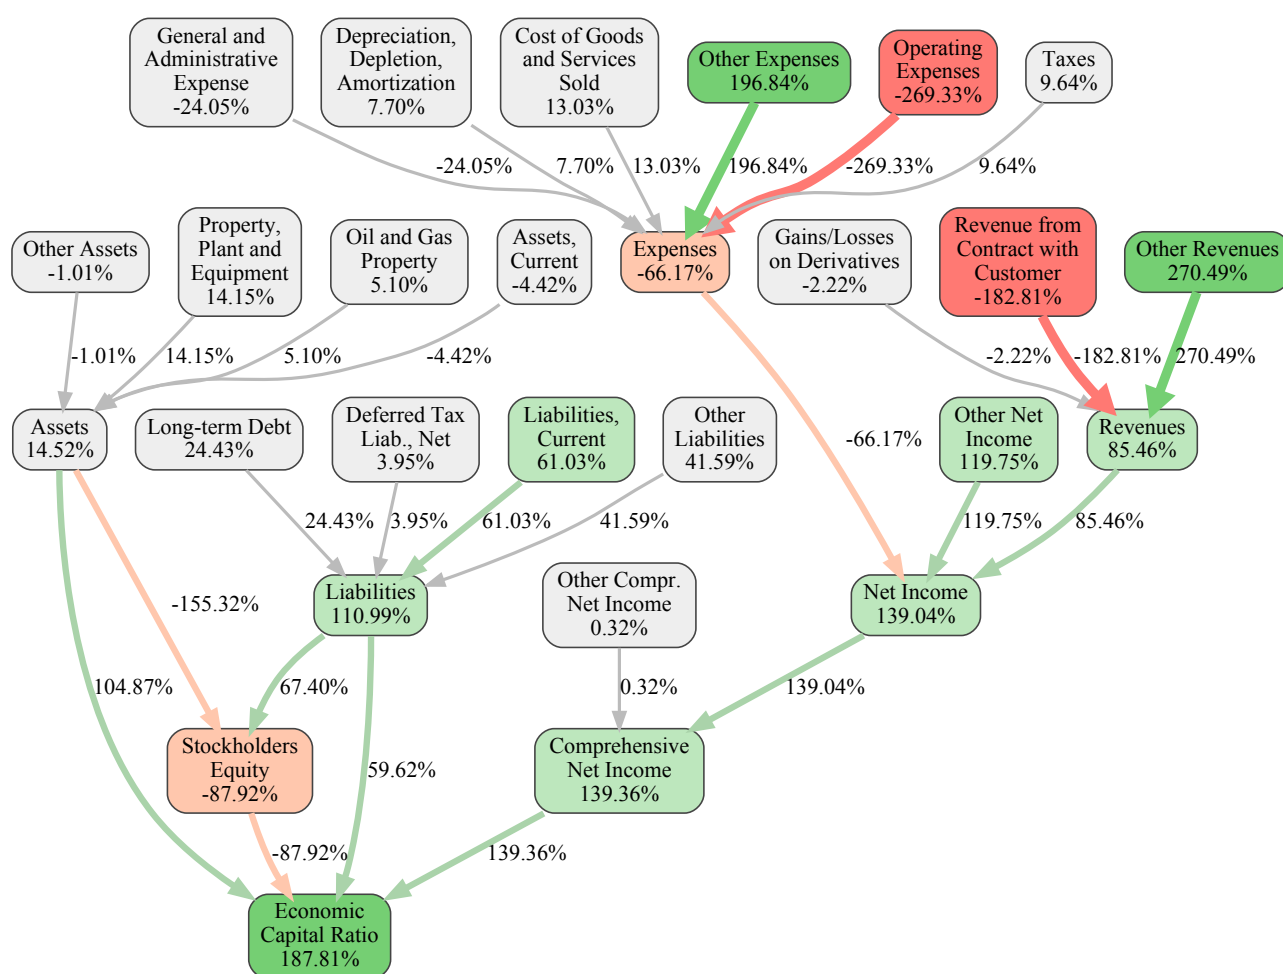 General and
Administrative
Expense
-24.05%
Depreciation,
Depletion,
Amortization
7.70%
Cost of Goods
and Services
Sold
13.03%
Other Expenses
196.84%
Operating
Expenses
-269.33%
Taxes
9.64%
-24.05%
7.70%
13.03%
196.84%
-269.33%
9.64%
Other Assets
-1.01%
Property,
Plant and
Equipment
14.15%
Oil and Gas
Property
5.10%
Assets,
Current
-4.42%
Expenses
-66.17%
Gains/Losses
on Derivatives
-2.22%
Revenue from
Contract with
Customer
-182.81%
Other Revenues
270.49%
-1.01%
14.15%
5.10%
-4.42%
-2.22%
-182.81%
270.49%
Assets
14.52%
Long-term Debt
24.43%
Deferred Tax
Liab., Net
3.95%
Liabilities,
Current
61.03%
Other
Liabilities
41.59%
-66.17%
Other Net
Income
119.75%
Revenues
85.46%
24.43%
3.95%
61.03%
41.59%
119.75%
85.46%
-155.32%
Liabilities
110.99%
Other Compr.
Net Income
0.32%
Net Income
139.04%
104.87%
67.40%
0.32%
139.04%
Stockholders
Equity
-87.92%
59.62%
Comprehensive
Net Income
139.36%
-87.92%
139.36%
Economic
Capital Ratio
187.81%